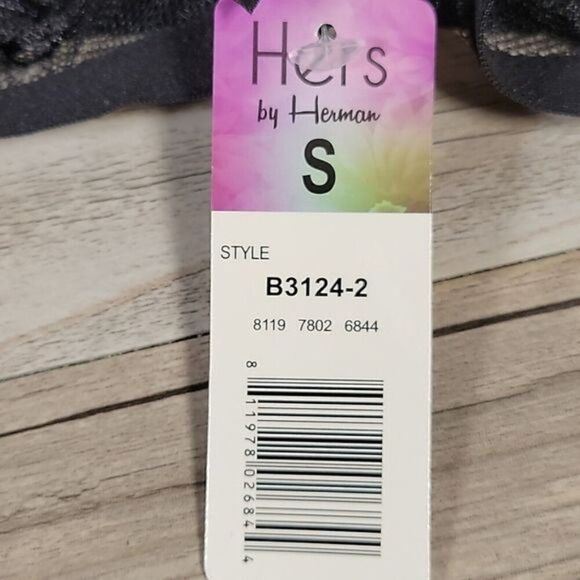 Hers
by Herman
S
STYLE
B3124-2
8119 7802 6844
8 11978 02684 4